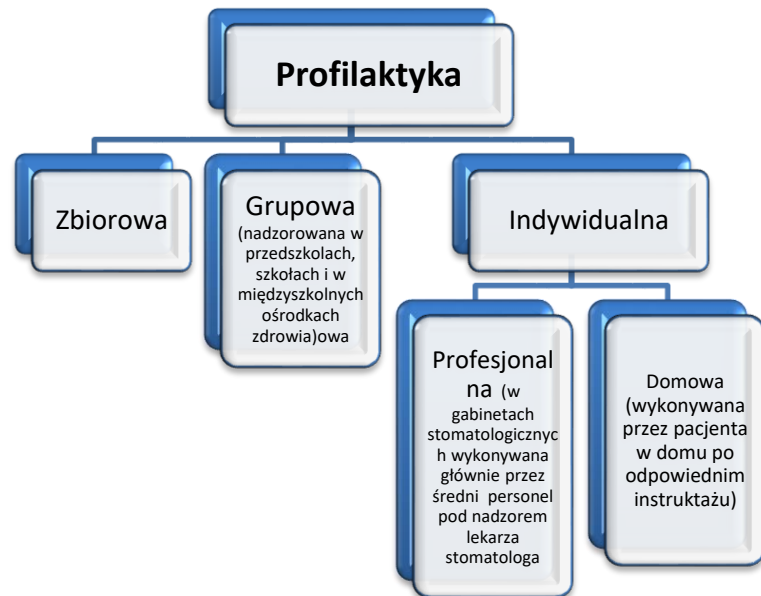 Profilaktyka
Zbiorowa
Grupowa
(nadzorowana w
przedszkolach,
szkołach i w
międzyszkolnych
ośrodkach
zdrowia)owa
Indywidualna
Profesjonal
na (w
gabinetach
stomatologicznyc
h wykonywana
głównie przez
średni personel
pod nadzorem
lekarza
stomatologa
Domowa
(wykonywana
przez pacjenta
w domu po
odpowiednim
instruktażu)